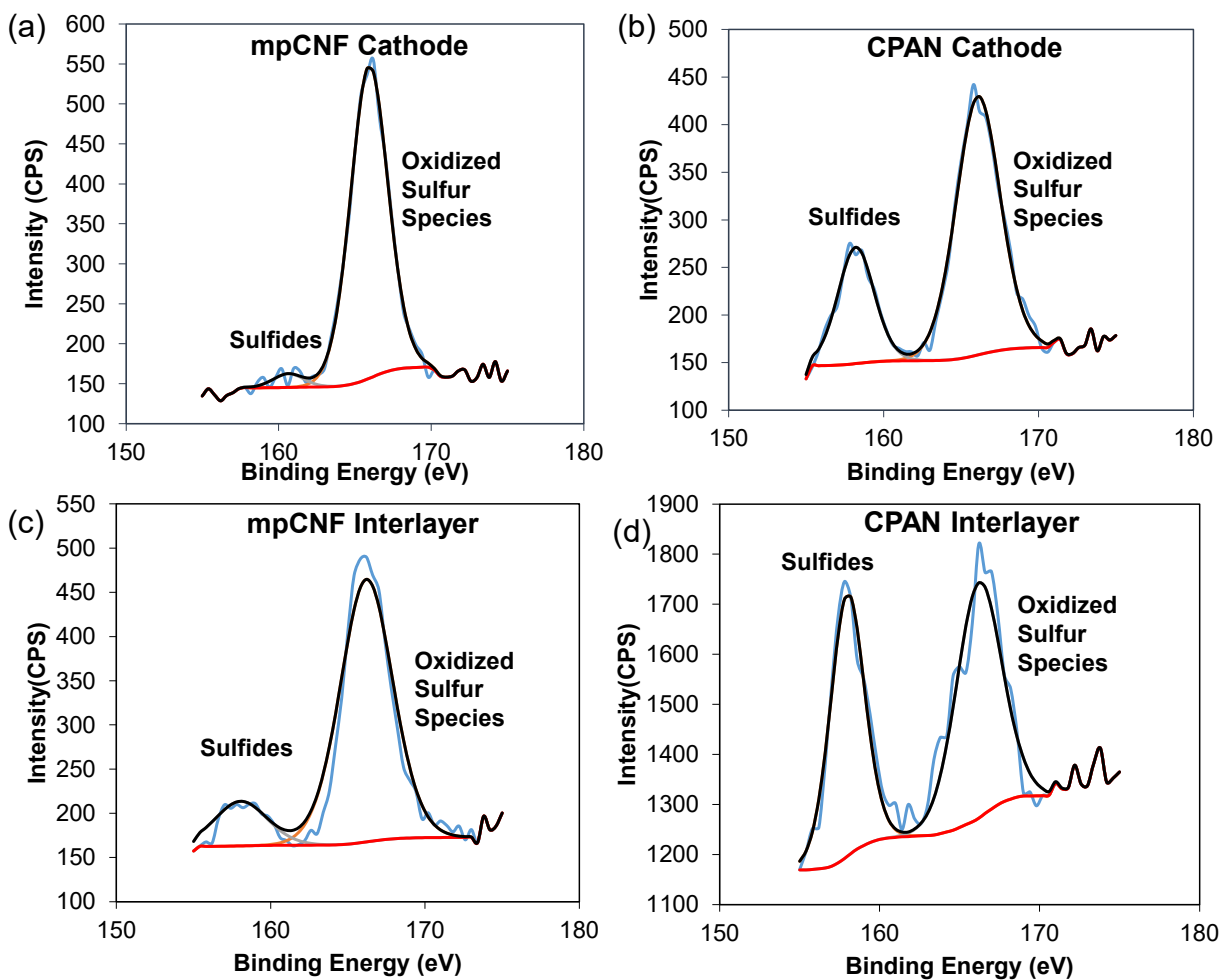 (a)
mpCNF Cathode
600
550
500
450
400
350
300
250
200
150
100
Intensity (CPS)
Oxidized
Sulfur
Species
Sulfides
150 160 170 180
Binding Energy (eV)
(b)
CPAN Cathode
500
450
400
350
300
250
200
150
100
Intensity(CPS)
Sulfides
Oxidized
Sulfur
Species
150 160 170 180
Binding Energy (eV)
(c)
mpCNF Interlayer
550
500
450
400
350
300
250
200
150
100
Intensity(CPS)
Sulfides
Oxidized
Sulfur
Species
150 160 170 180
Binding Energy (eV)
(d)
CPAN Interlayer
1900
1800
1700
1600
1500
1400
1300
1200
1100
Intensity(CPS)
Sulfides
Oxidized
Sulfur
Species
150 160 170 180
Binding Energy (eV)